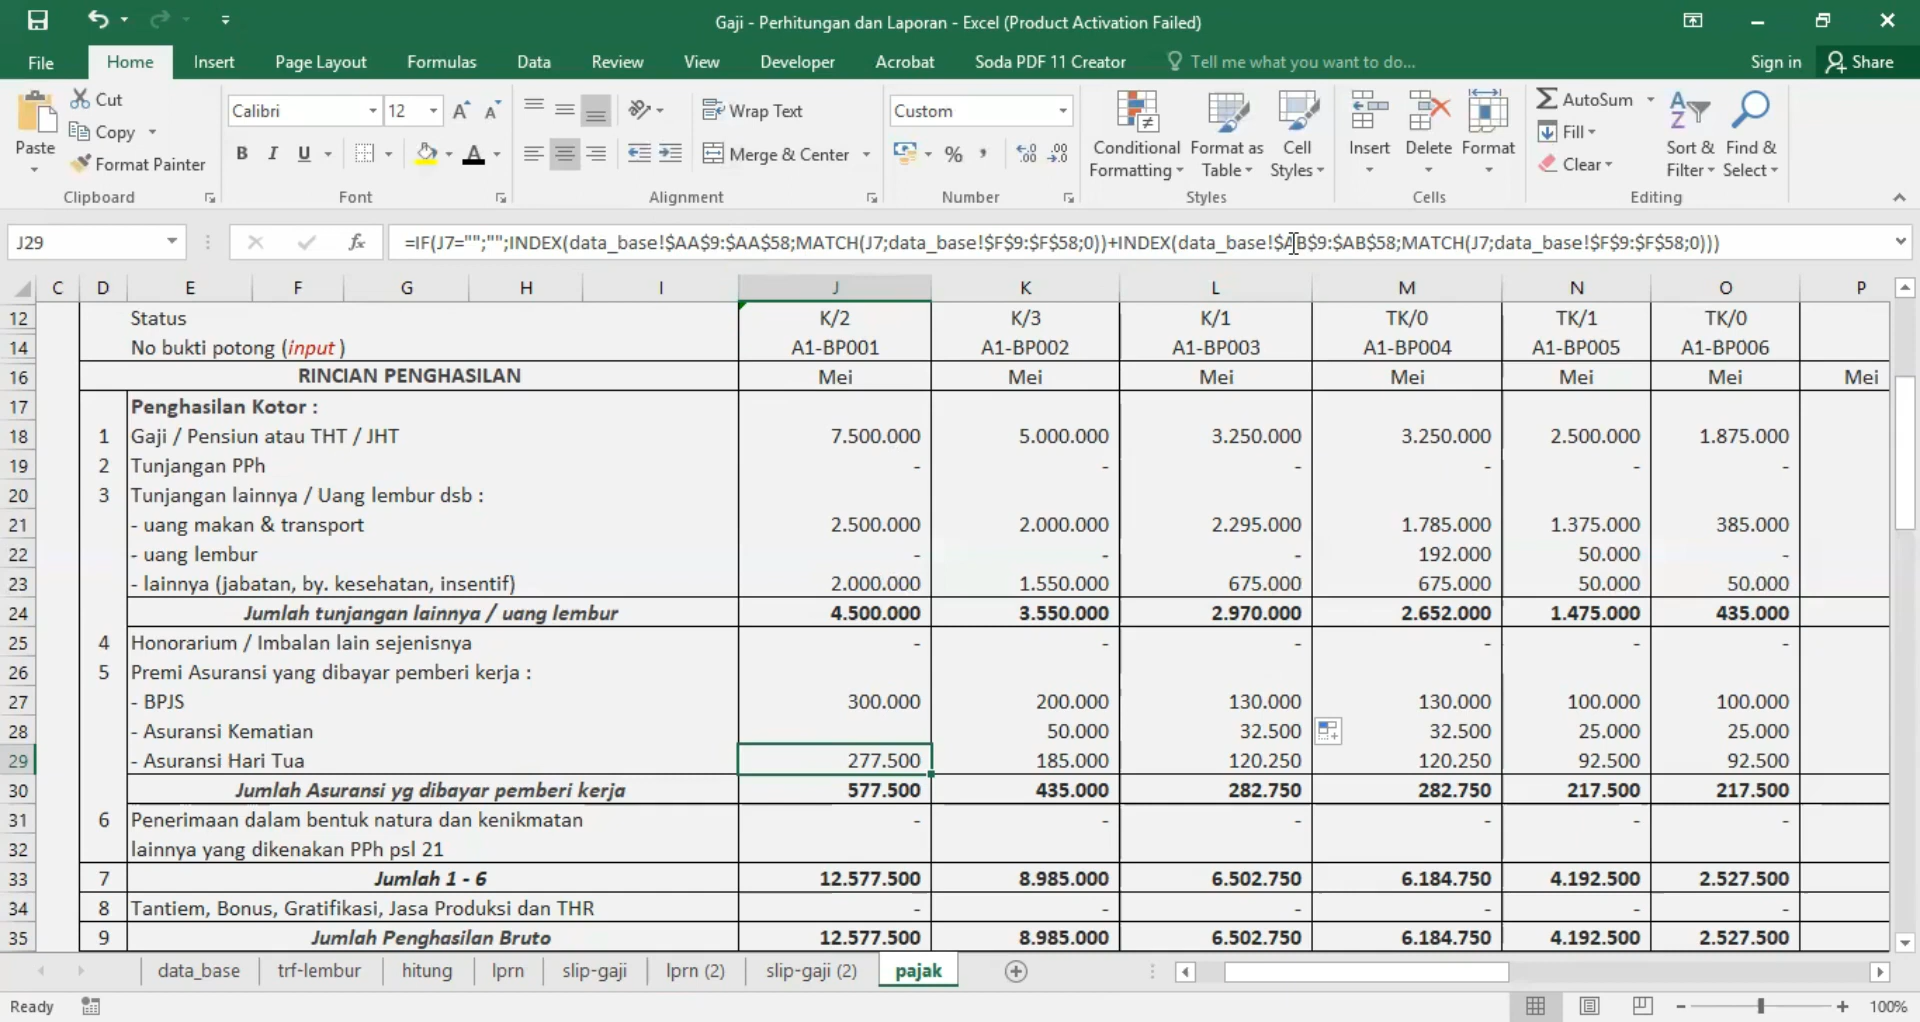 Gaji - Perhitungan dan Laporan - Excel (Product Activation Failed)
File Home Insert Page Layout Formulas Data Review View Developer Acrobat Soda PDF 11 Creator Tell me what you want to do... Sign in Share
Paste Cut Copy Format Painter Clipboard
Calibri 12 A A B I U A Font
Wrap Text Merge & Center Alignment
Custom % , Number
Conditional Formatting Format as Table Cell Styles Styles
Insert Delete Format Cells
AutoSum Fill Clear Sort & Filter Find & Select Editing
J29 fx =IF(J7="";"";INDEX(data_base!$AA$9:$AA$58;MATCH(J7;data_base!$F$9:$F$58;0))+INDEX(data_base!$AB$9:$AB$58;MATCH(J7;data_base!$F$9:$F$58;0)))
C D E F G H I J K L M N O P
12 Status K/2 K/3 K/1 TK/0 TK/1 TK/0
14 No bukti potong (input ) A1-BP001 A1-BP002 A1-BP003 A1-BP004 A1-BP005 A1-BP006
16 RINCIAN PENGHASILAN Mei Mei Mei Mei Mei Mei Mei
17 Penghasilan Kotor :
18 1 Gaji / Pensiun atau THT / JHT 7.500.000 5.000.000 3.250.000 3.250.000 2.500.000 1.875.000
19 2 Tunjangan PPh - - - - - -
20 3 Tunjangan lainnya / Uang lembur dsb :
21 - uang makan & transport 2.500.000 2.000.000 2.295.000 1.785.000 1.375.000 385.000
22 - uang lembur - - - 192.000 50.000 -
23 - lainnya (jabatan, by. kesehatan, insentif) 2.000.000 1.550.000 675.000 675.000 50.000 50.000
24 Jumlah tunjangan lainnya / uang lembur 4.500.000 3.550.000 2.970.000 2.652.000 1.475.000 435.000
25 4 Honorarium / Imbalan lain sejenisnya - - - - - -
26 5 Premi Asuransi yang dibayar pemberi kerja :
27 - BPJS 300.000 200.000 130.000 130.000 100.000 100.000
28 - Asuransi Kematian 50.000 32.500 32.500 25.000 25.000
29 - Asuransi Hari Tua 277.500 185.000 120.250 120.250 92.500 92.500
30 Jumlah Asuransi yg dibayar pemberi kerja 577.500 435.000 282.750 282.750 217.500 217.500
31 6 Penerimaan dalam bentuk natura dan kenikmatan - - - - - -
32 lainnya yang dikenakan PPh psl 21
33 7 Jumlah 1 - 6 12.577.500 8.985.000 6.502.750 6.184.750 4.192.500 2.527.500
34 8 Tantiem, Bonus, Gratifikasi, Jasa Produksi dan THR - - - - - -
35 9 Jumlah Penghasilan Bruto 12.577.500 8.985.000 6.502.750 6.184.750 4.192.500 2.527.500
data_base trf-lembur hitung lprn slip-gaji lprn (2) slip-gaji (2) pajak
Ready 100%